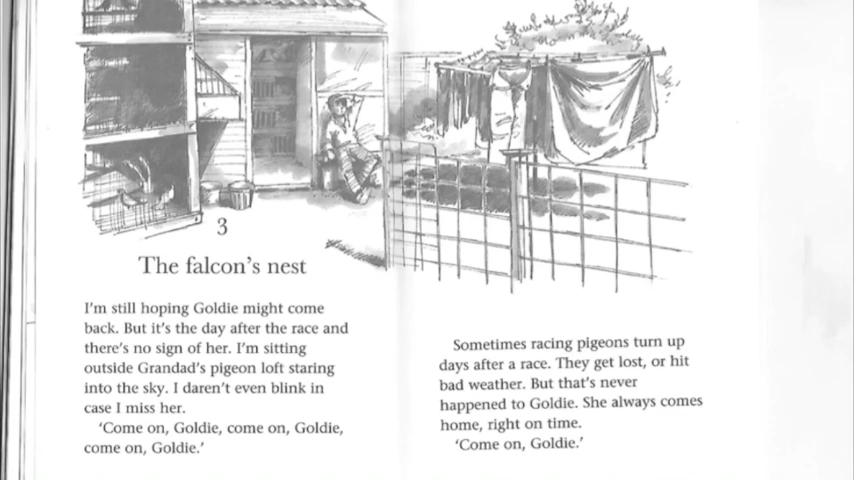 3
The falcon's nest
I'm still hoping Goldie might come
back. But it's the day after the race and
there's no sign of her. I'm sitting
outside Grandad's pigeon loft staring
into the sky. I daren't even blink in
case I miss her.
'Come on, Goldie, come on, Goldie,
come on, Goldie.'
Sometimes racing pigeons turn up
days after a race. They get lost, or hit
bad weather. But that's never
happened to Goldie. She always comes
home, right on time.
'Come on, Goldie.'